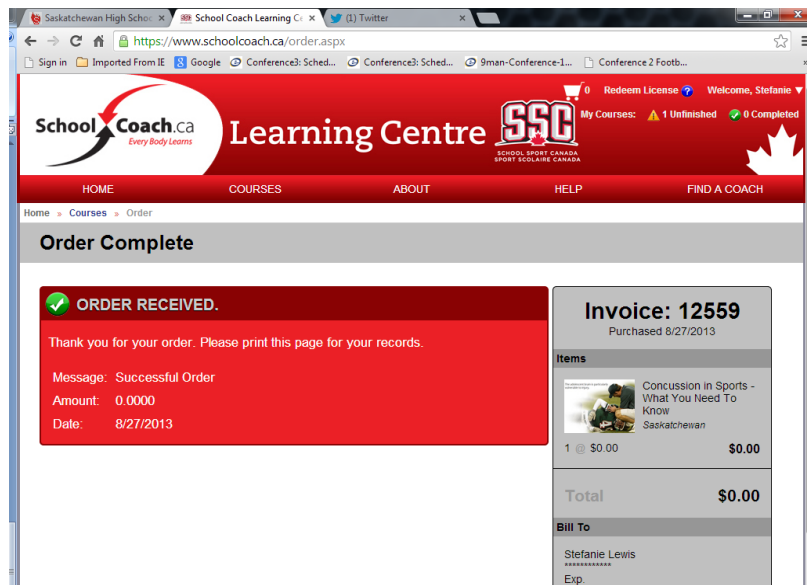 Saskatchewan High Schoo
School Coach Learning Ce
(1) Twitter
https://www.schoolcoach.ca/order.aspx
Sign in
Imported From IE
Google
Conference3: Sched...
Conference3: Sched...
9man-Conference-1...
Conference 2 Footb...
0 Redeem License ? Welcome, Stefanie
My Courses: 1 Unfinished 0 Completed
School Coach.ca
Every Body Learns
Learning Centre
SSC
SCHOOL SPORT CANADA
SPORT SCOLAIRE CANADA
HOME
COURSES
ABOUT
HELP
FIND A COACH
Home » Courses » Order
Order Complete
ORDER RECEIVED.
Thank you for your order. Please print this page for your records.
Message: Successful Order
Amount: 0.0000
Date: 8/27/2013
Invoice: 12559
Purchased 8/27/2013
Items
Concussion in Sports -
What You Need To
Know
Saskatchewan
1 @ $0.00 $0.00
Total $0.00
Bill To
Stefanie Lewis
************
Exp.